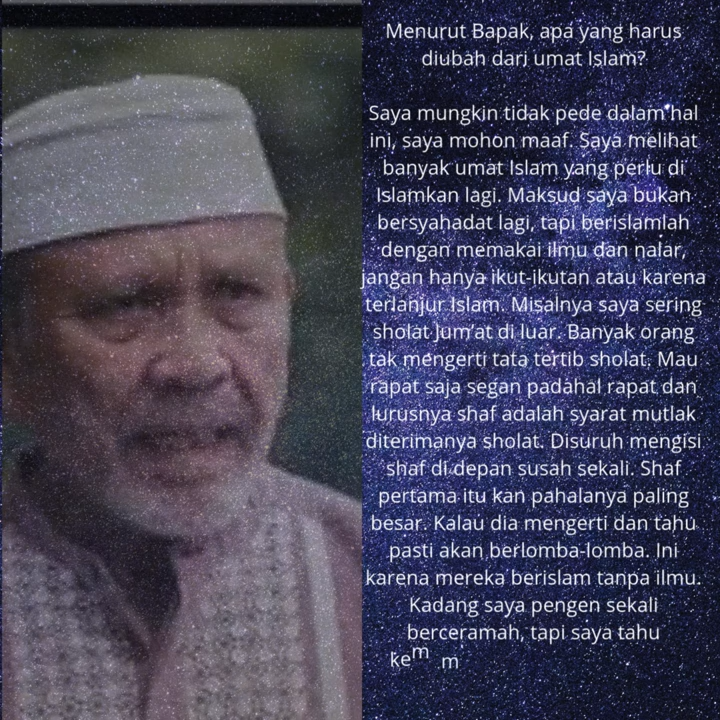 Menurut Bapak, apa yang harus
diubah dari umat Islam?
Saya mungkin tidak pede dalam hal
ini, saya mohon maaf. Saya melihat
banyak umat Islam yang perlu di
Islamkan lagi. Maksud saya bukan
bersyahadat lagi, tapi berislamlah
dengan memakai ilmu dan nalar,
jangan hanya ikut-ikutan atau karena
terlanjur Islam. Misalnya saya sering
sholat Jum'at di luar. Banyak orang
tak mengerti tata tertib sholat. Mau
rapat saja segan padahal rapat dan
lurusnya shaf adalah syarat mutlak
diterimanya sholat. Disuruh mengisi
shaf di depan susah sekali. Shaf
pertama itu kan pahalanya paling
besar. Kalau dia mengerti dan tahu
pasti akan berlomba-lomba. Ini
karena mereka berislam tanpa ilmu.
Kadang saya pengen sekali
berceramah, tapi saya tahu
kem m